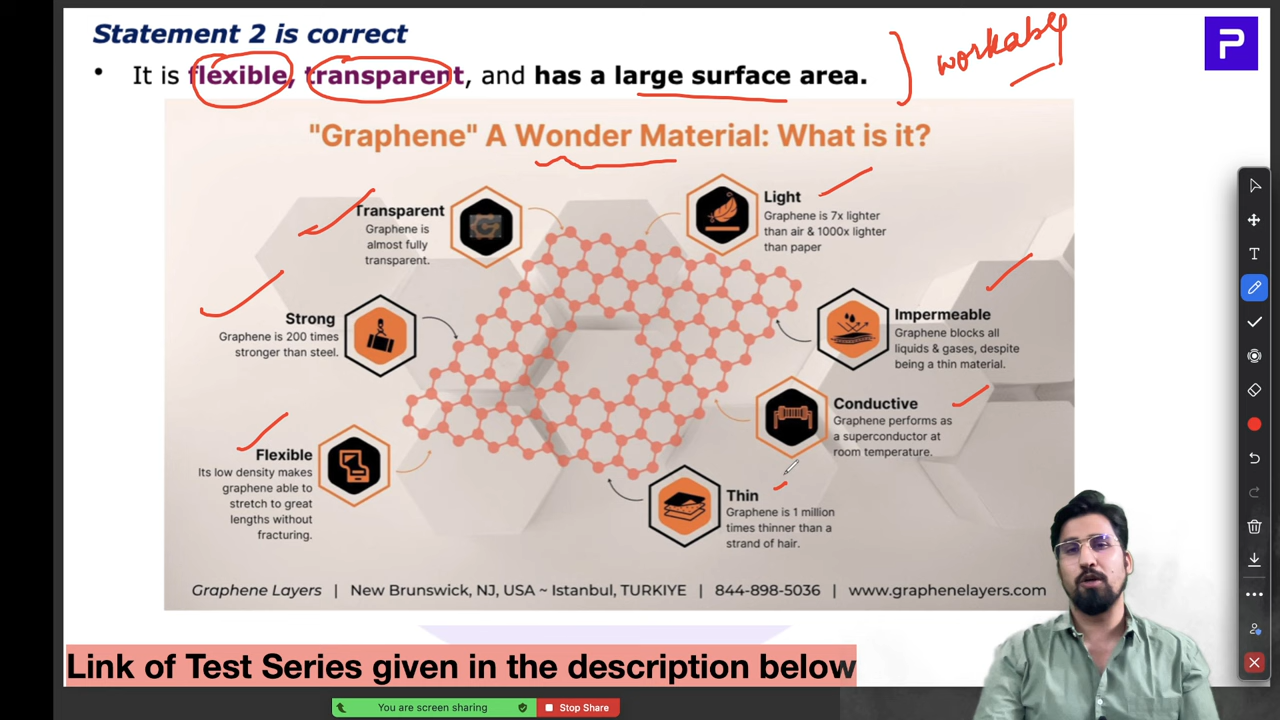 Statement 2 is correct
• It is flexible, transparent, and has a large surface area.
workable
P
"Graphene" A Wonder Material: What is it?
Transparent
Graphene is
almost fully
transparent.
Light
Graphene is 7x lighter
than air & 1000x lighter
than paper
Strong
Graphene is 200 times
stronger than steel.
Impermeable
Graphene blocks all
liquids & gases, despite
being a thin material.
Flexible
Its low density makes
graphene able to
stretch to great
lengths without
fracturing.
Conductive
Graphene performs as
a superconductor at
room temperature.
Thin
Graphene is 1 million
times thinner than a
strand of hair.
Graphene Layers | New Brunswick, NJ, USA ~ Istanbul, TURKIYE | 844-898-5036 | www.graphenelayers.com
Link of Test Series given in the description below
You are screen sharing
Stop Share
T